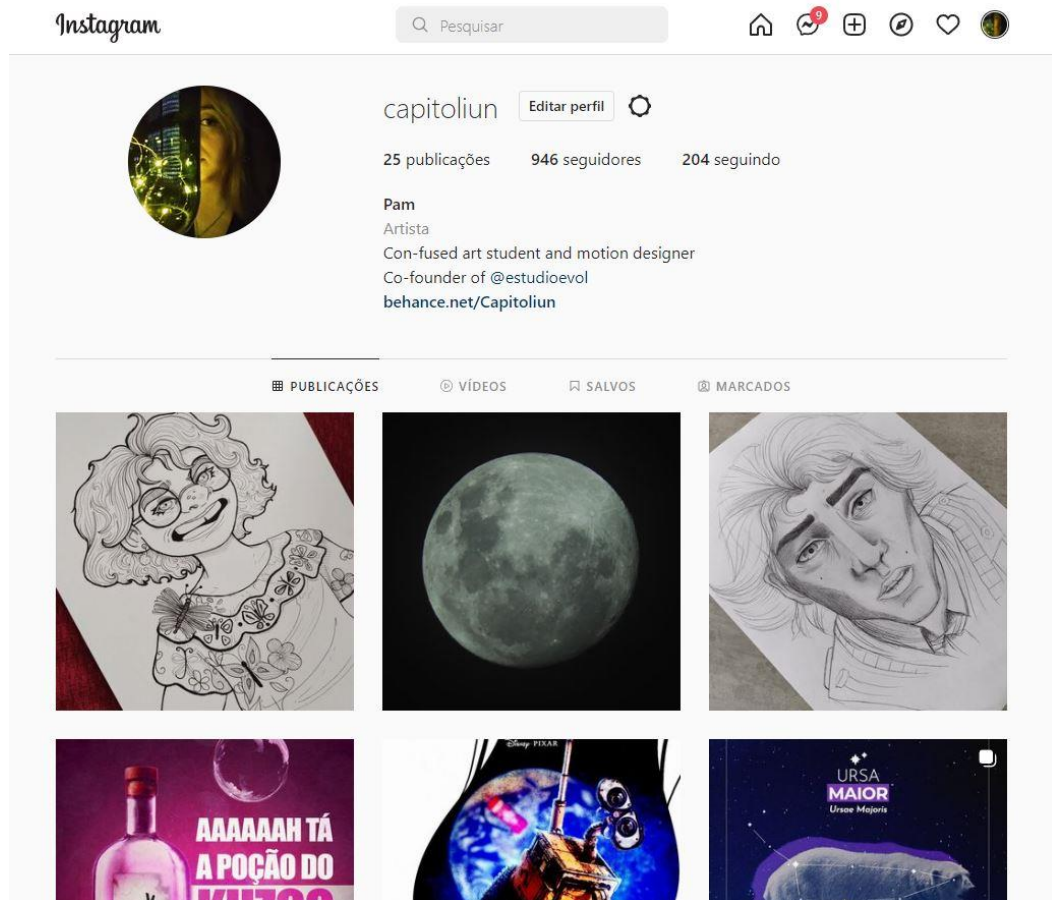 Instagram
Pesquisar
9
capitoliun
Editar perfil
25 publicações 946 seguidores 204 seguindo
Pam
Artista
Con-fused art student and motion designer
Co-founder of @estudioevol
behance.net/Capitoliun
PUBLICAÇÕES VÍDEOS SALVOS MARCADOS
AAAAAAH TÁ
A POÇÃO DO
Disney PIXAR
URSA
MAIOR
Ursae Majoris